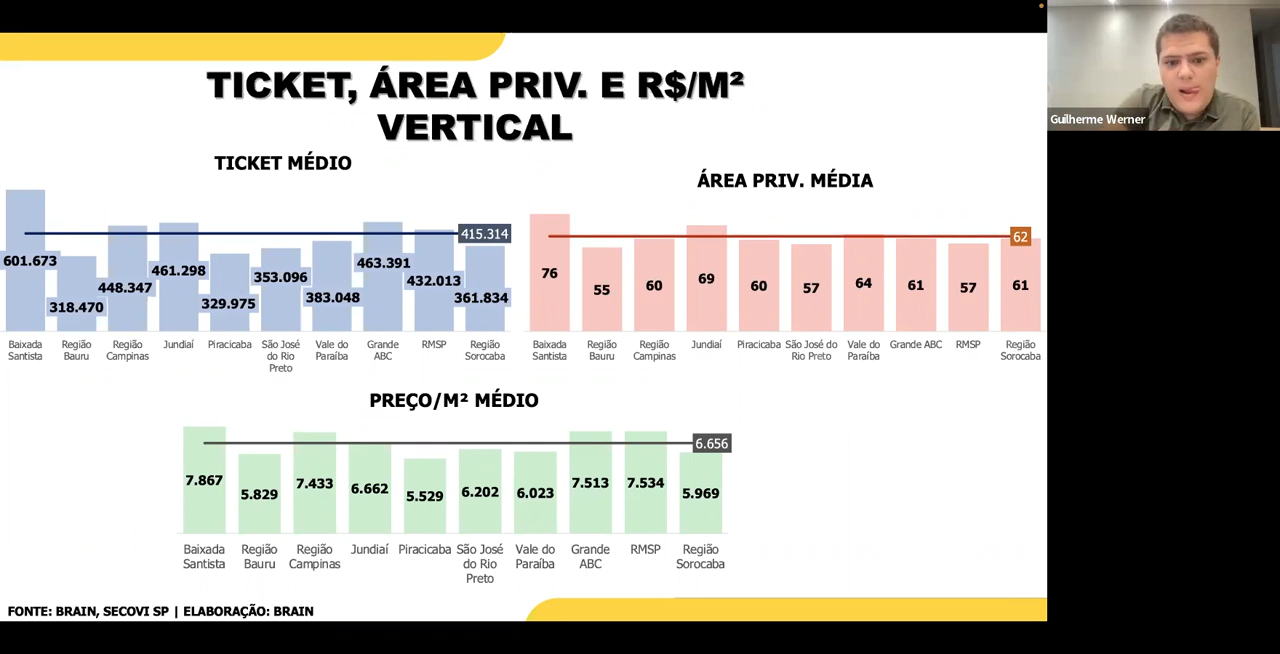 TICKET, ÁREA PRIV. E R$/M²
VERTICAL
Guilherme Werner
TICKET MÉDIO
415.314
601.673
318.470
448.347
461.298
329.975
353.096
383.048
463.391
432.013
361.834
Baixada
Santista
Região
Bauru
Região
Campinas
Jundiaí
Piracicaba
São José
do Rio
Preto
Vale do
Paraíba
Grande
ABC
RMSP
Região
Sorocaba
ÁREA PRIV. MÉDIA
62
76
55
60
69
60
57
64
61
57
61
Baixada
Santista
Região
Bauru
Região
Campinas
Jundiaí
Piracicaba
São José do
Rio Preto
Vale do
Paraíba
Grande ABC
RMSP
Região
Sorocaba
PREÇO/M² MÉDIO
6.656
7.867
5.829
7.433
6.662
5.529
6.202
6.023
7.513
7.534
5.969
Baixada
Santista
Região
Bauru
Região
Campinas
Jundiaí
Piracicaba
São José
do Rio
Preto
Vale do
Paraíba
Grande
ABC
RMSP
Região
Sorocaba
FONTE: BRAIN, SECOVI SP | ELABORAÇÃO: BRAIN